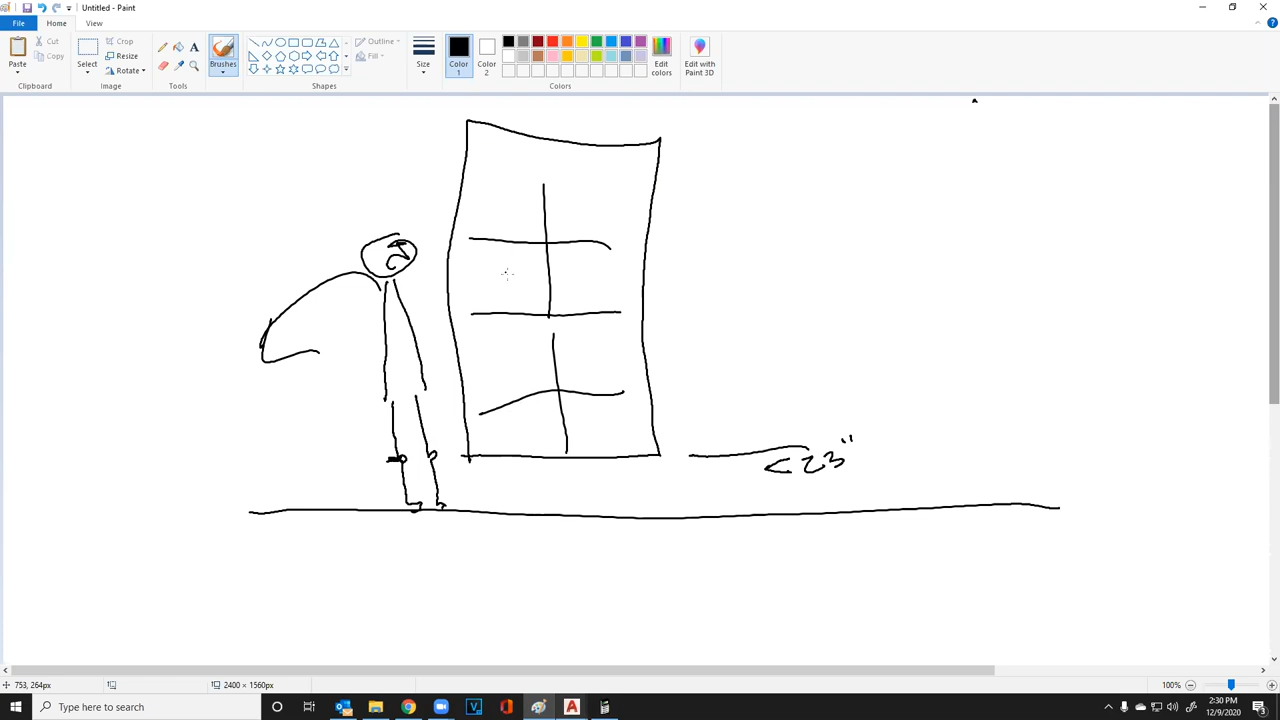 Untitled - Paint
File
Home
View
Paste
Cut
Copy
Clipboard
Select
Crop
Resize
Rotate
Image
Tools
Brushes
Shapes
Outline
Fill
Size
Color 1
Color 2
Edit colors
Edit with Paint 3D
Colors
< 23"
753, 264px
2400 × 1560px
100%
Type here to search
2:30 PM
12/9/2020